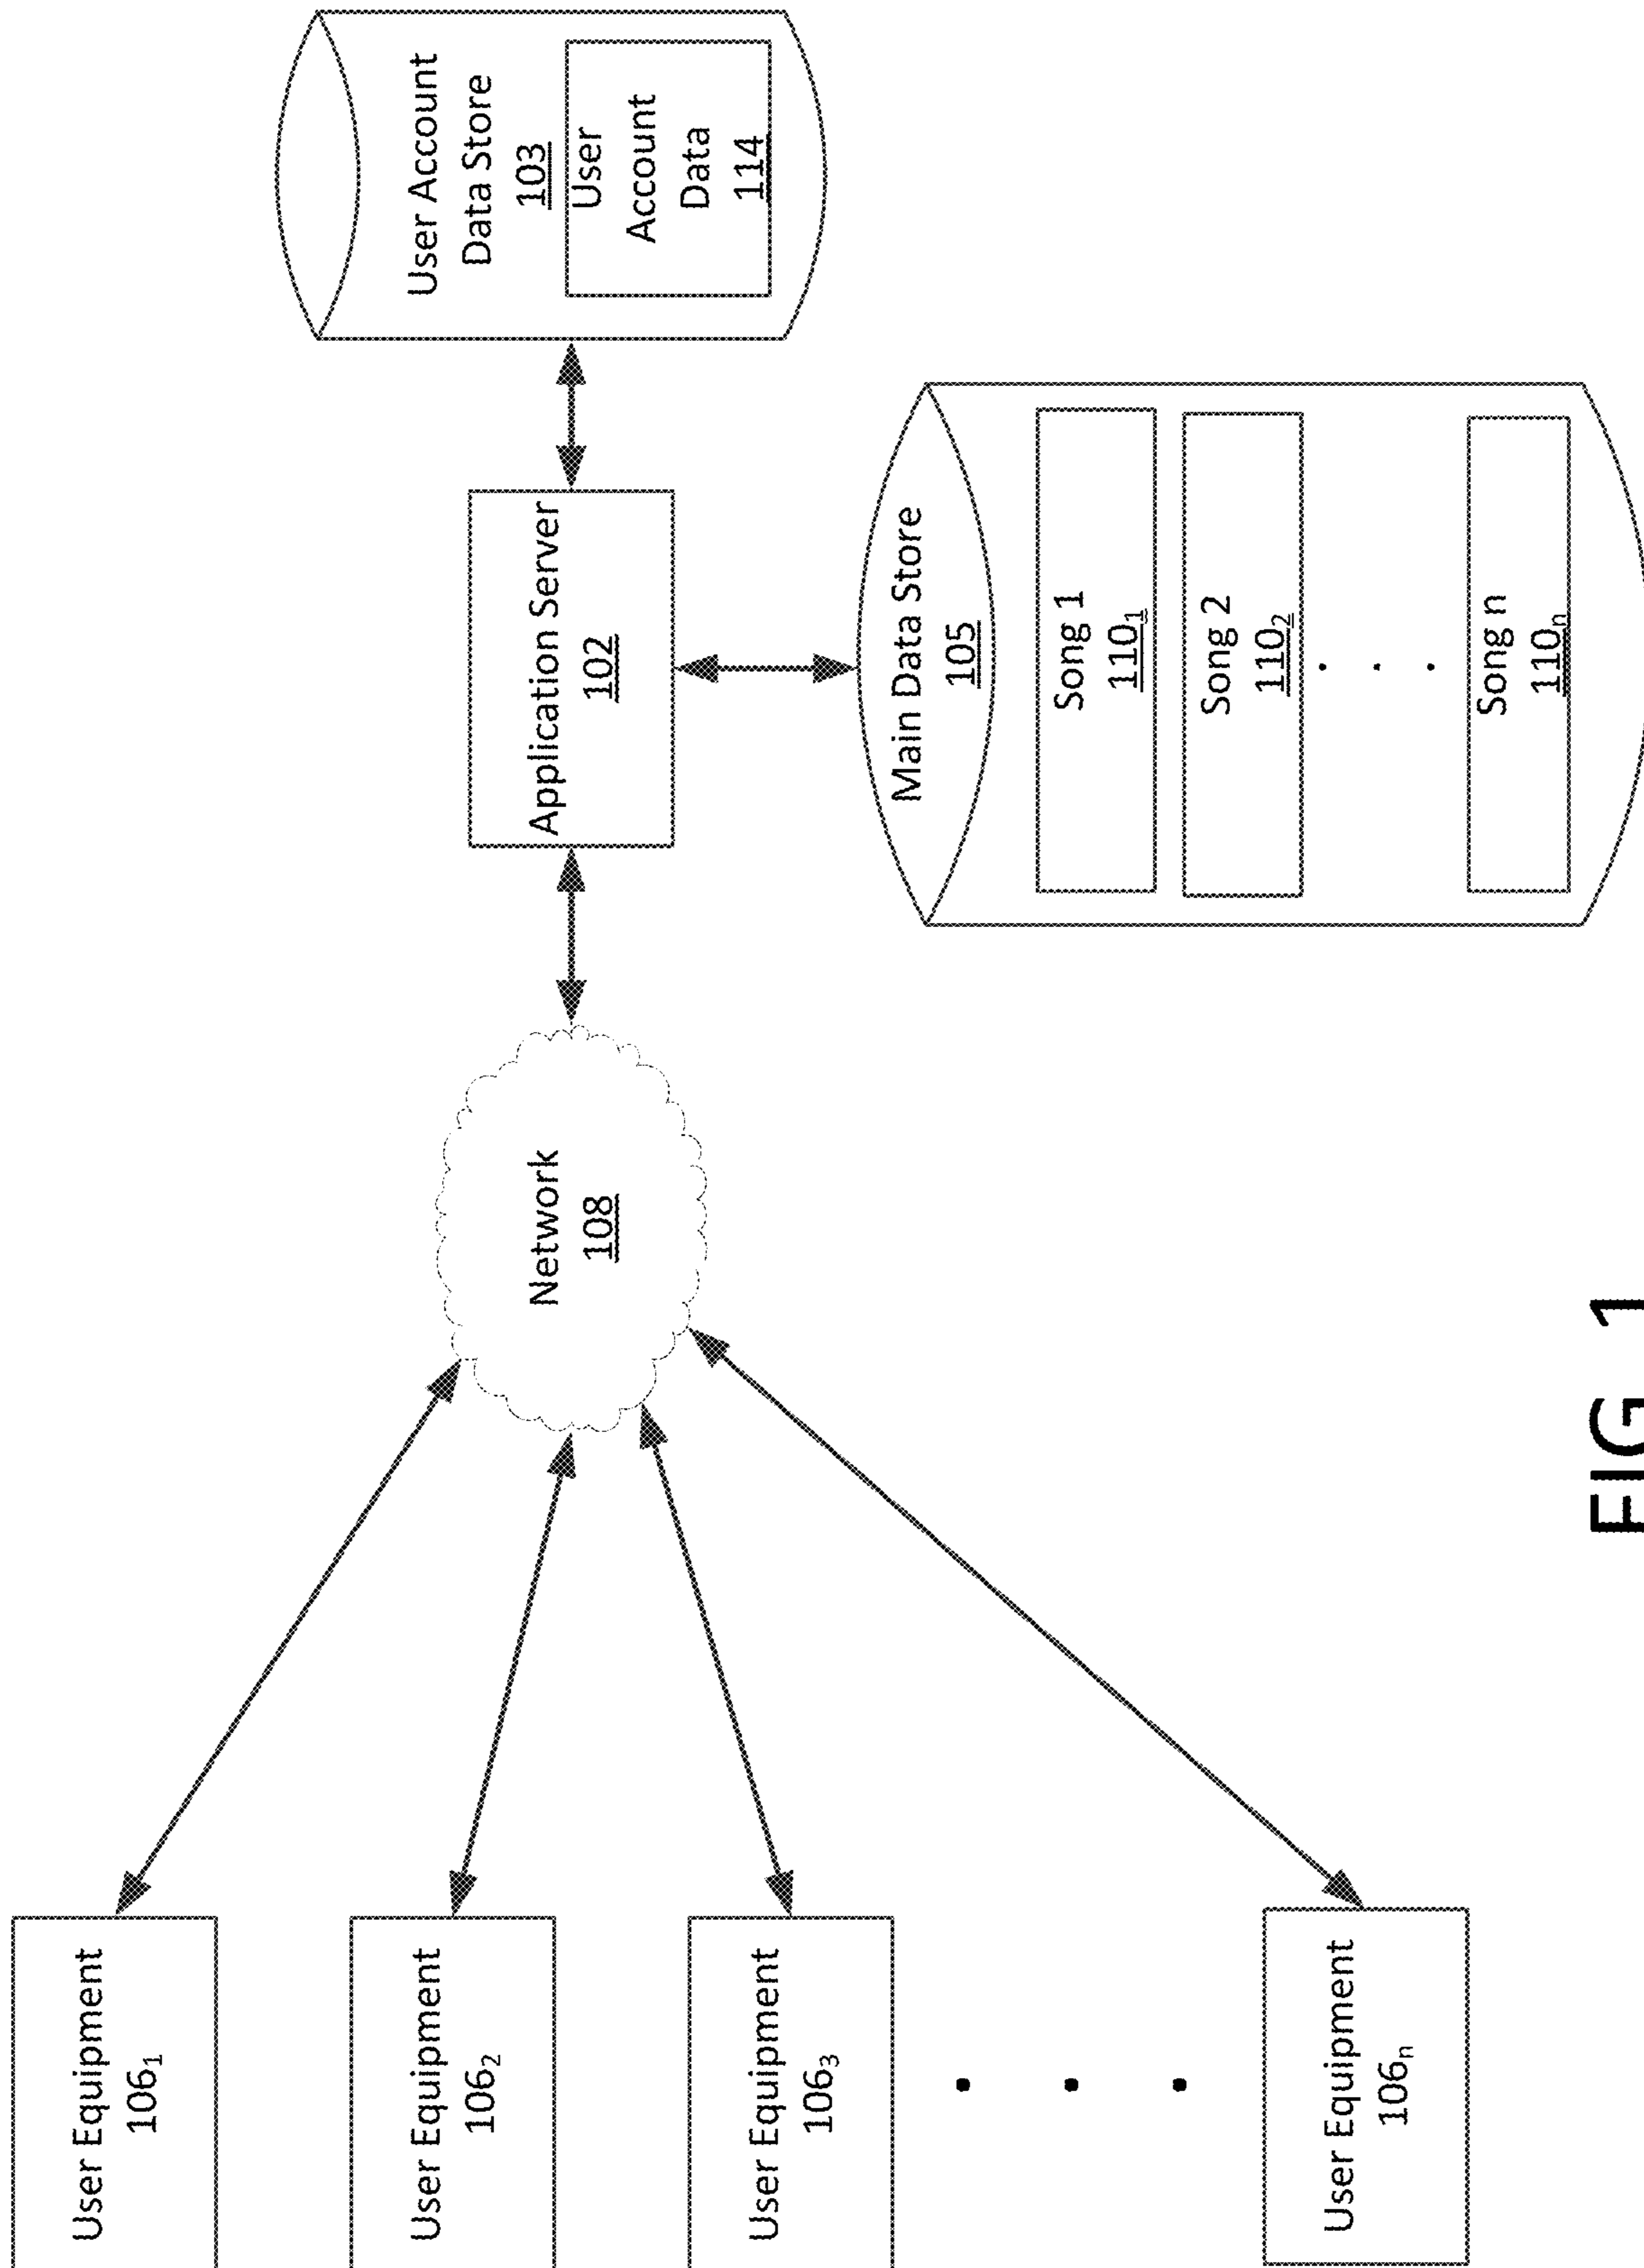 User Equipment
106₁
User Equipment
106₂
User Equipment
106₃
User Equipment
106ₙ
Network
108
Application Server
102
User Account
Data Store
103
User
Account
Data
114
Main Data Store
105
Song 1
110₁
Song 2
110₂
Song n
110ₙ
FIG. 1